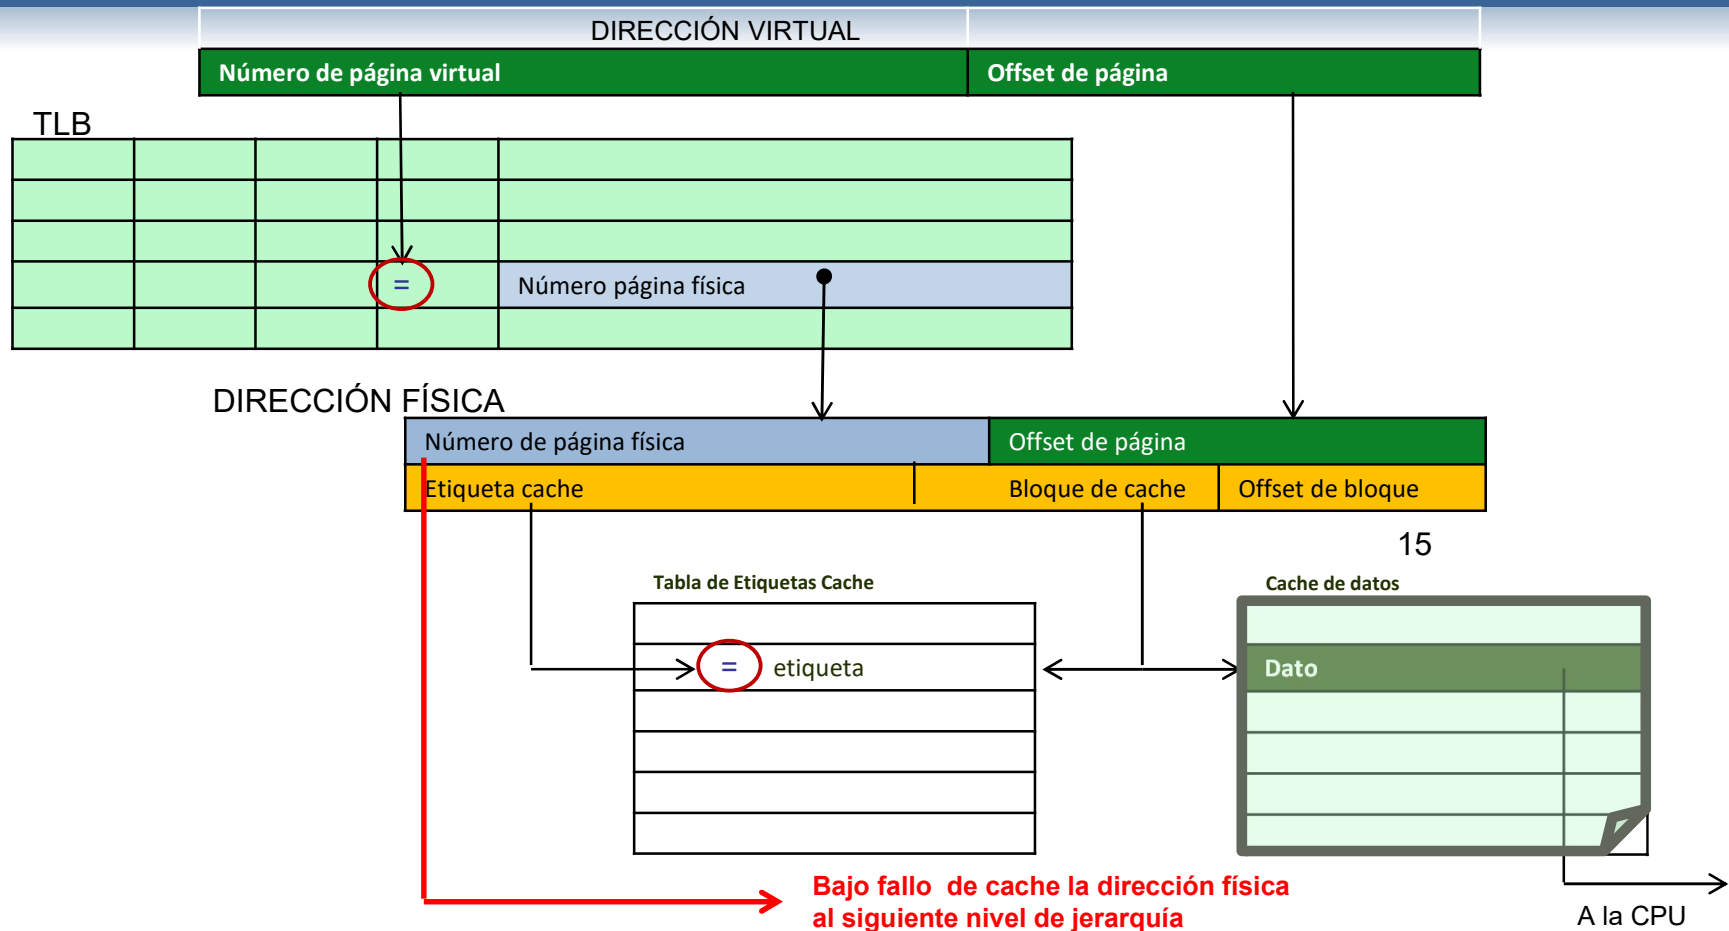 DIRECCIÓN VIRTUAL
Número de página virtual
Offset de página
TLB
=
Número página física
DIRECCIÓN FÍSICA
Número de página física
Offset de página
Etiqueta cache
Bloque de cache
Offset de bloque
15
Tabla de Etiquetas Cache
Cache de datos
=
etiqueta
Dato
Bajo fallo de cache la dirección física
al siguiente nivel de jerarquía
A la CPU